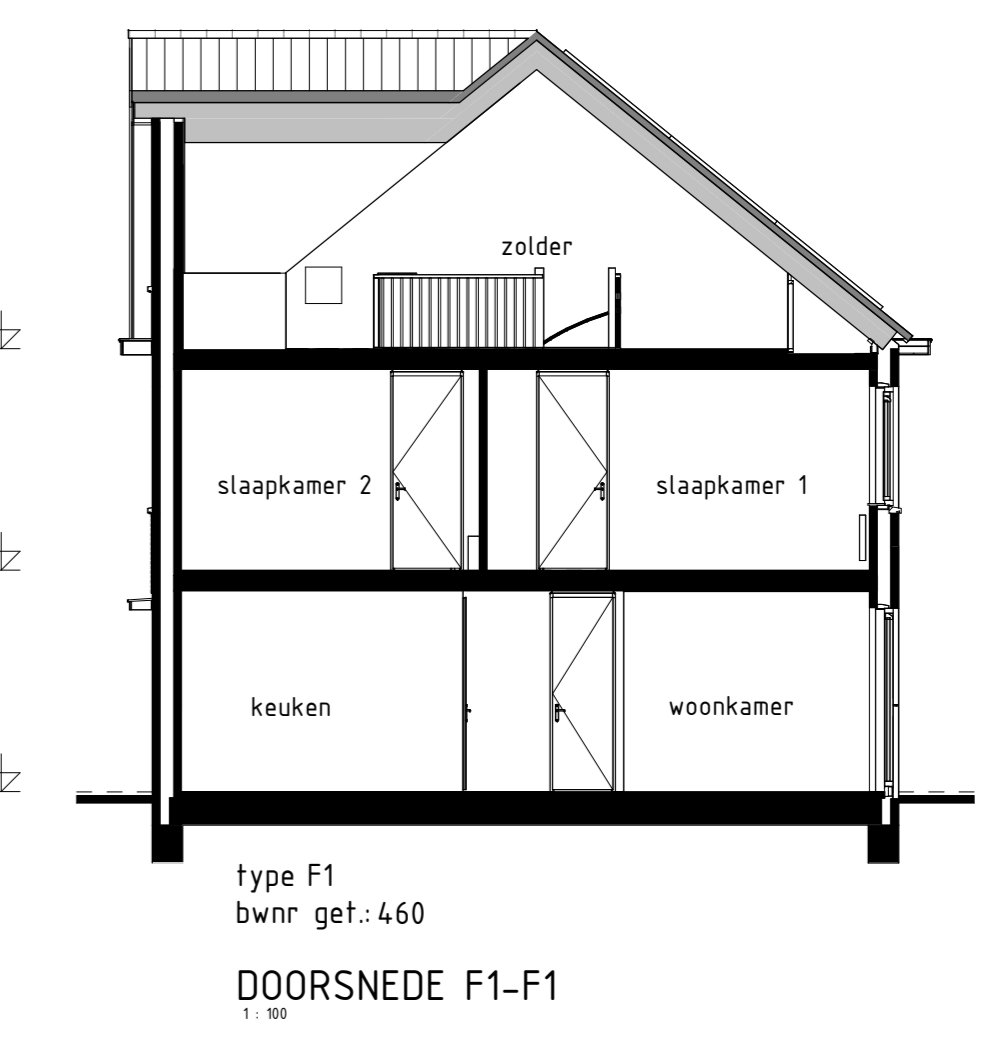 zolder
slaapkamer 2
slaapkamer 1
keuken
woonkamer
type F1
bwnr get.: 460
DOORSNEDE F1-F1
1 : 100